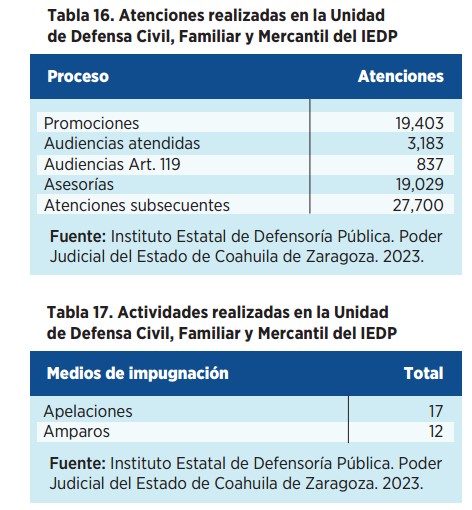 Tabla 16. Atenciones realizadas en la Unidad
de Defensa Civil, Familiar y Mercantil del IEDP
Proceso Atenciones
Promociones 19,403
Audiencias atendidas 3,183
Audiencias Art. 119 837
Asesorías 19,029
Atenciones subsecuentes 27,700
Fuente: Instituto Estatal de Defensoría Pública. Poder
Judicial del Estado de Coahuila de Zaragoza. 2023.
Tabla 17. Actividades realizadas en la Unidad
de Defensa Civil, Familiar y Mercantil del IEDP
Medios de impugnación Total
Apelaciones 17
Amparos 12
Fuente: Instituto Estatal de Defensoría Pública. Poder
Judicial del Estado de Coahuila de Zaragoza. 2023.